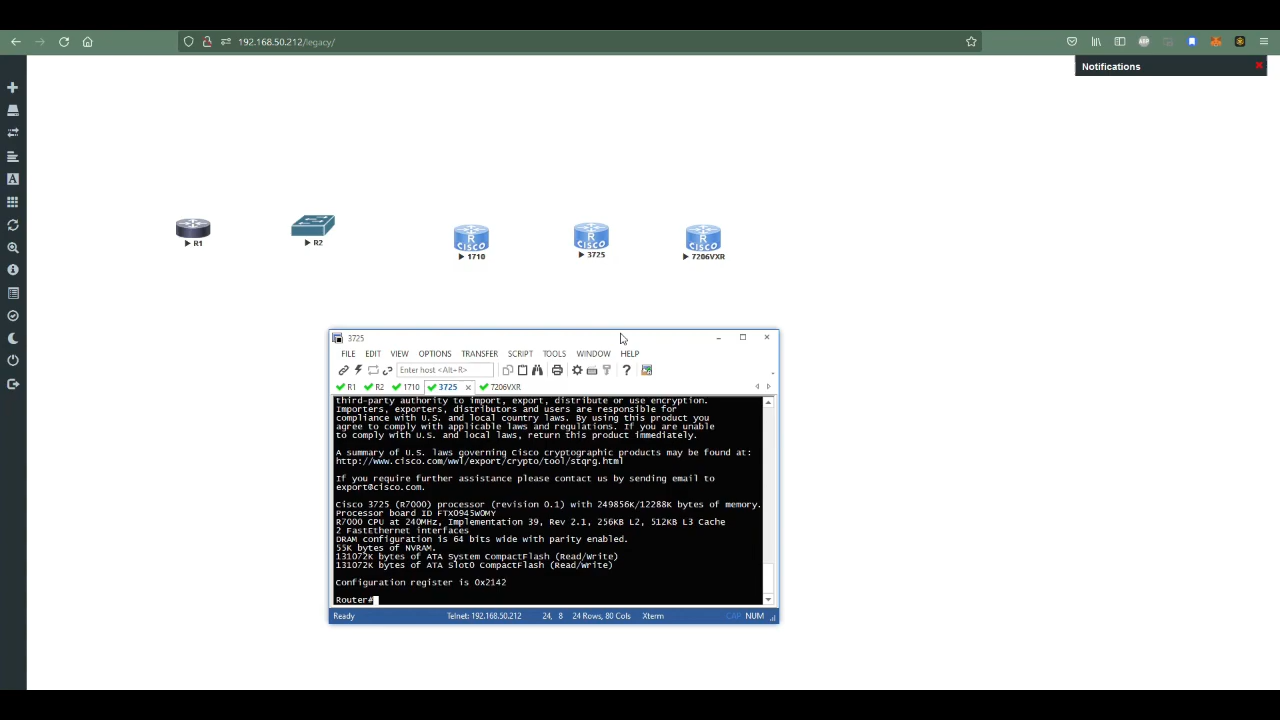 192.168.50.212/legacy/
Notifications
R1
R2
R
CISCO
1710
R
CISCO
3725
R
CISCO
7206VXR
3725
FILE EDIT VIEW OPTIONS TRANSFER SCRIPT TOOLS WINDOW HELP
Enter host <Alt+R>
R1 R2 1710 3725 7206VXR
third-party authority to import, export, distribute or use encryption.
Importers, exporters, distributors and users are responsible for
compliance with U.S. and local country laws. By using this product you
agree to comply with applicable laws and regulations. If you are unable
to comply with U.S. and local laws, return this product immediately.
A summary of U.S. laws governing Cisco cryptographic products may be found at:
http://www.cisco.com/wwl/export/crypto/tool/stqrg.html
If you require further assistance please contact us by sending email to
export@cisco.com.
Cisco 3725 (R7000) processor (revision 0.1) with 249856K/12288K bytes of memory.
Processor board ID FTX0945W0MY
R7000 CPU at 240MHz, Implementation 39, Rev 2.1, 256KB L2, 512KB L3 Cache
2 FastEthernet interfaces
DRAM configuration is 64 bits wide with parity enabled.
55K bytes of NVRAM.
131072K bytes of ATA System CompactFlash (Read/Write)
131072K bytes of ATA Slot0 CompactFlash (Read/Write)
Configuration register is 0x2142
Router#
Ready Telnet: 192.168.50.212 24, 8 24 Rows, 80 Cols Xterm CAP NUM